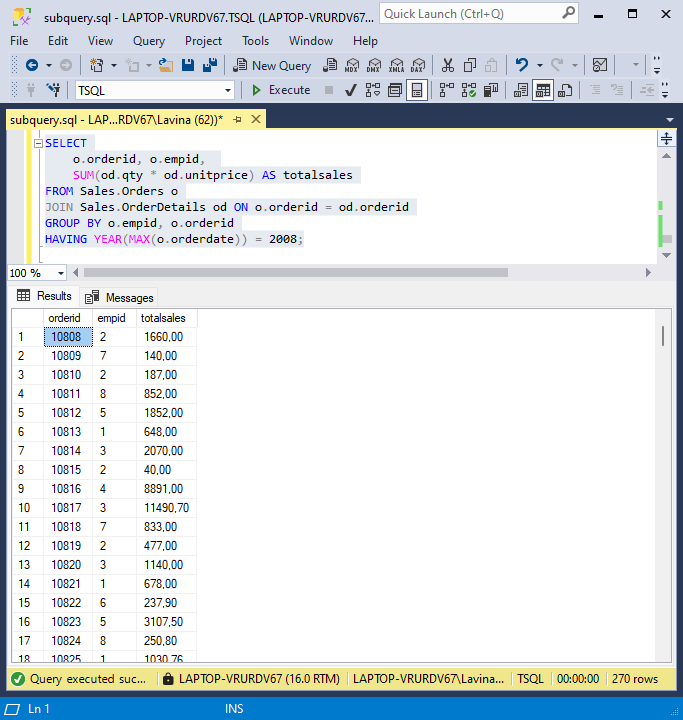 subquery.sql - LAPTOP-VRURDV67.TSQL (LAPTOP-VRURDV67...
Quick Launch (Ctrl+Q)
File Edit View Query Project Tools Window Help
New Query MDX DMX XMLA DAX
TSQL Execute
subquery.sql - LAP...RDV67\Lavina (62))*
SELECT
o.orderid, o.empid,
SUM(od.qty * od.unitprice) AS totalsales
FROM Sales.Orders o
JOIN Sales.OrderDetails od ON o.orderid = od.orderid
GROUP BY o.empid, o.orderid
HAVING YEAR(MAX(o.orderdate)) = 2008;
100 %
Results Messages
orderid empid totalsales
1 10808 2 1660,00
2 10809 7 140,00
3 10810 2 187,00
4 10811 8 852,00
5 10812 5 1852,00
6 10813 1 648,00
7 10814 3 2070,00
8 10815 2 40,00
9 10816 4 8891,00
10 10817 3 11490,70
11 10818 7 833,00
12 10819 2 477,00
13 10820 3 1140,00
14 10821 1 678,00
15 10822 6 237,90
16 10823 5 3107,50
17 10824 8 250,80
18 10825 1 1030,76
Query executed suc... LAPTOP-VRURDV67 (16.0 RTM) LAPTOP-VRURDV67\Lavina... TSQL 00:00:00 270 rows
Ln 1 INS